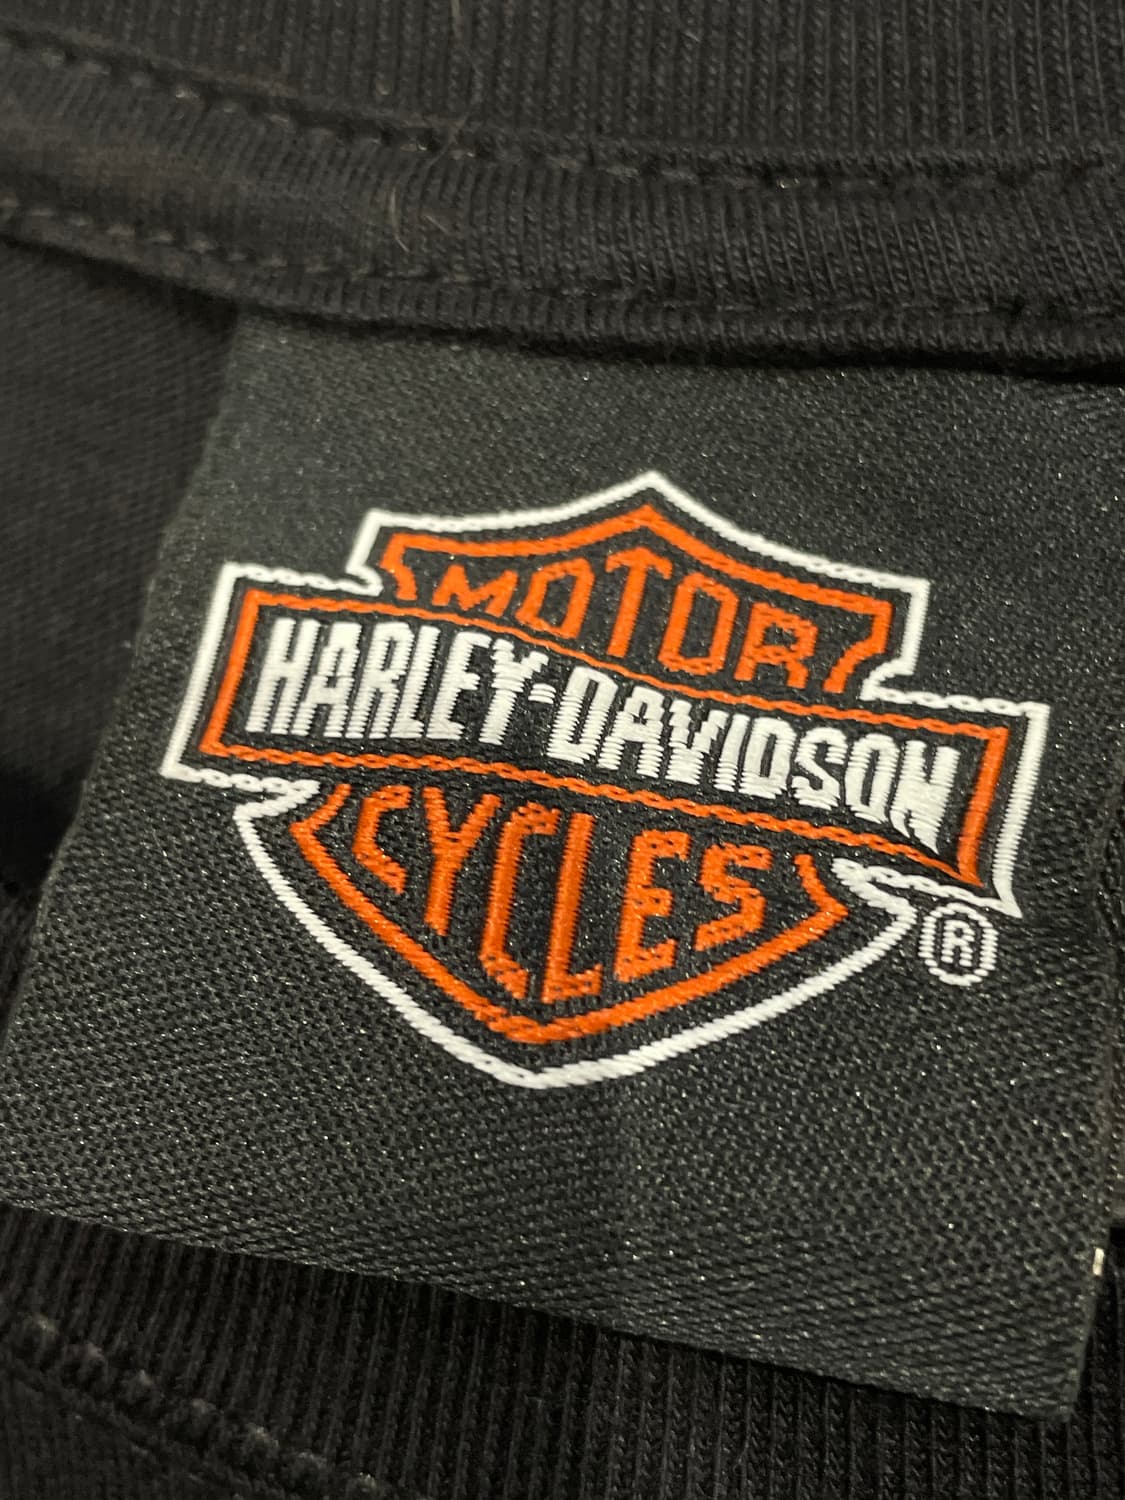 MOTOR
HARLEY-DAVIDSON
CYCLES
®